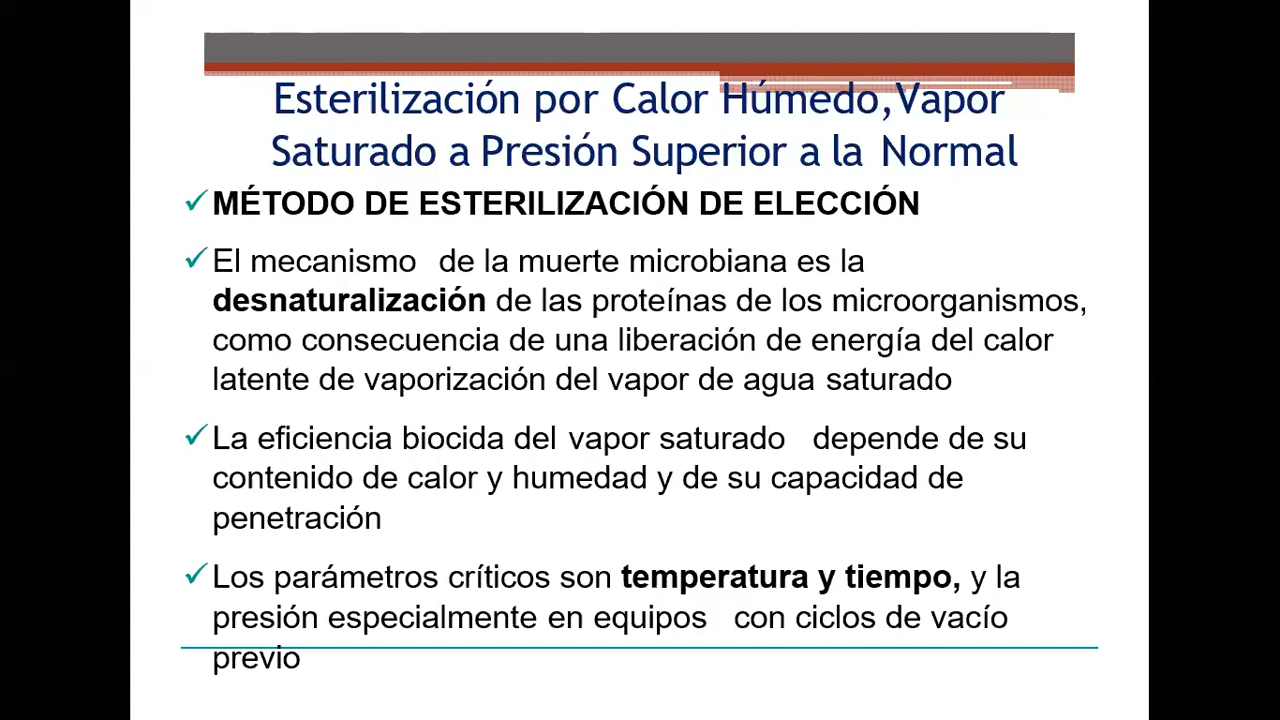 Esterilización por Calor Húmedo,Vapor
Saturado a Presión Superior a la Normal
✓MÉTODO DE ESTERILIZACIÓN DE ELECCIÓN
✓El mecanismo de la muerte microbiana es la
desnaturalización de las proteínas de los microorganismos,
como consecuencia de una liberación de energía del calor
latente de vaporización del vapor de agua saturado
✓La eficiencia biocida del vapor saturado depende de su
contenido de calor y humedad y de su capacidad de
penetración
✓Los parámetros críticos son temperatura y tiempo, y la
presión especialmente en equipos con ciclos de vacío
previo